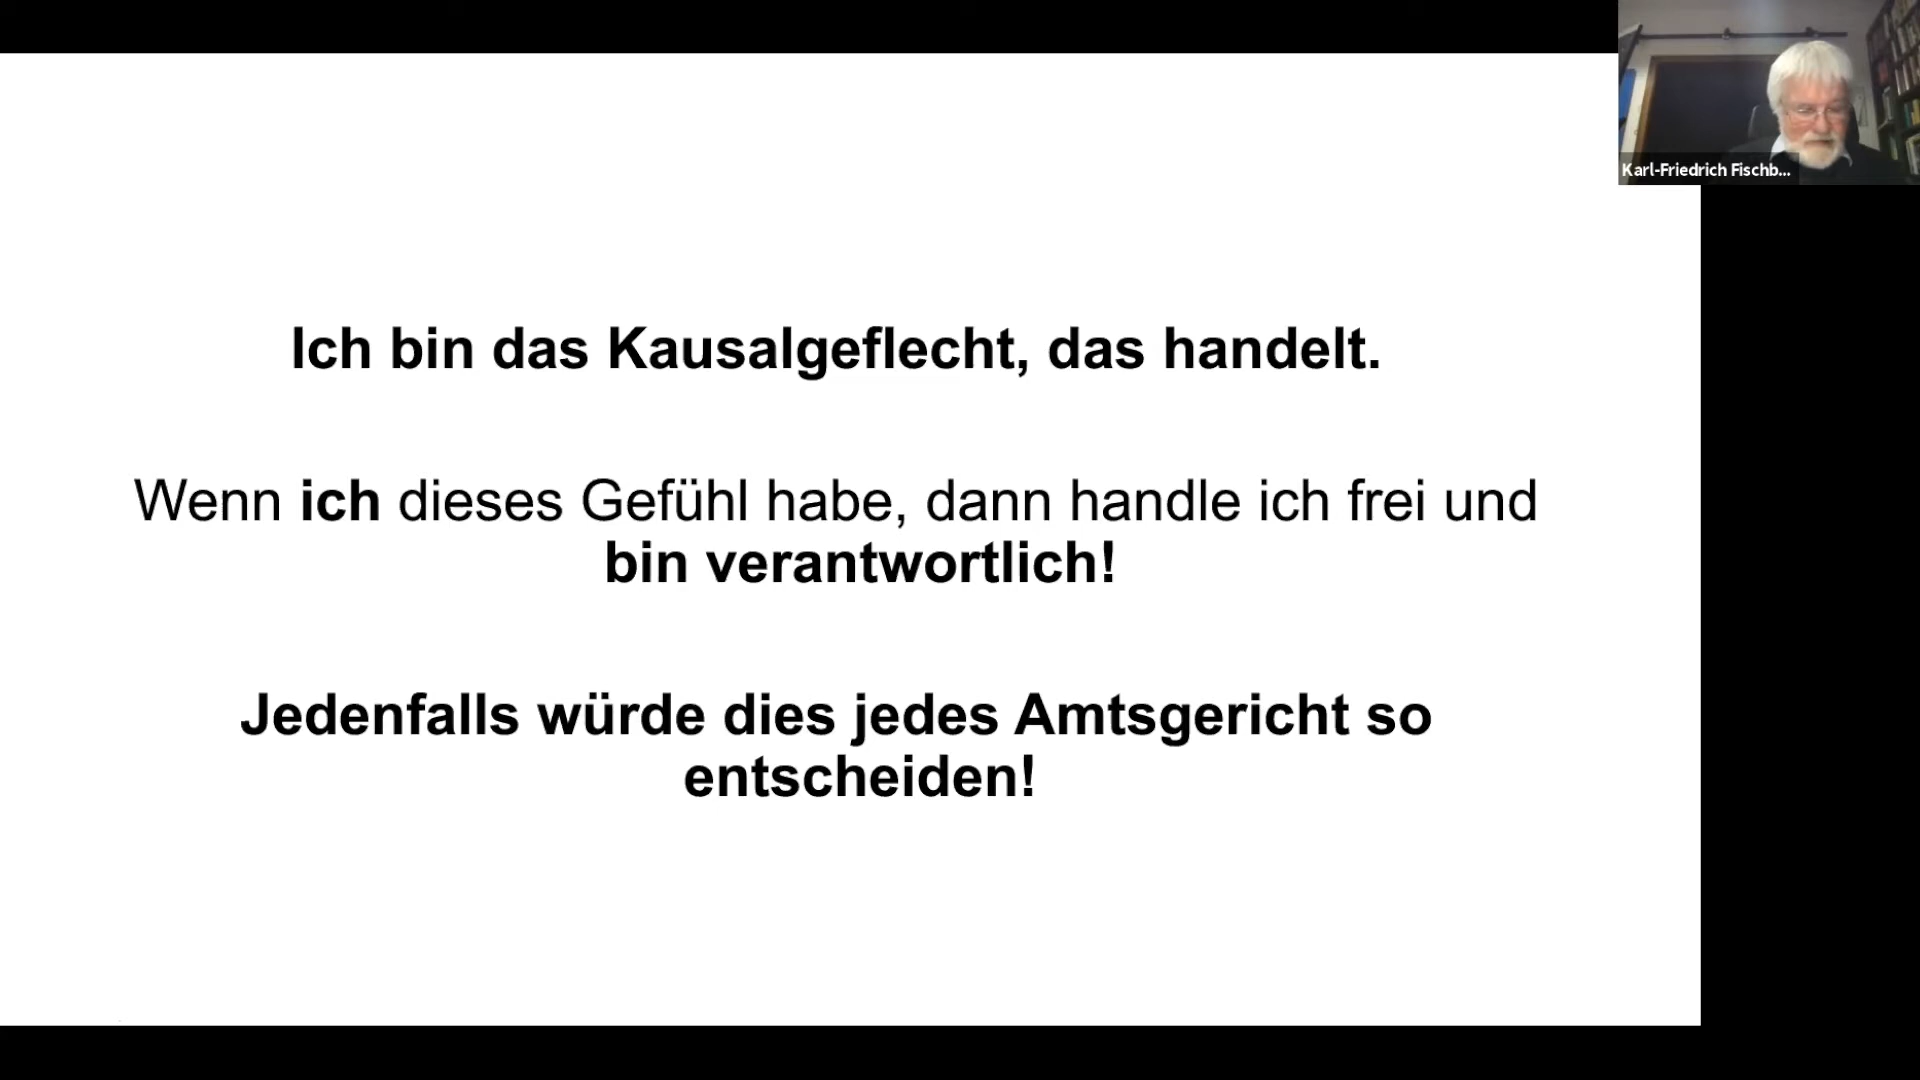 Karl-Friedrich Fischb...
Ich bin das Kausalgeflecht, das handelt.
Wenn ich dieses Gefühl habe, dann handle ich frei und
bin verantwortlich!
Jedenfalls würde dies jedes Amtsgericht so
entscheiden!